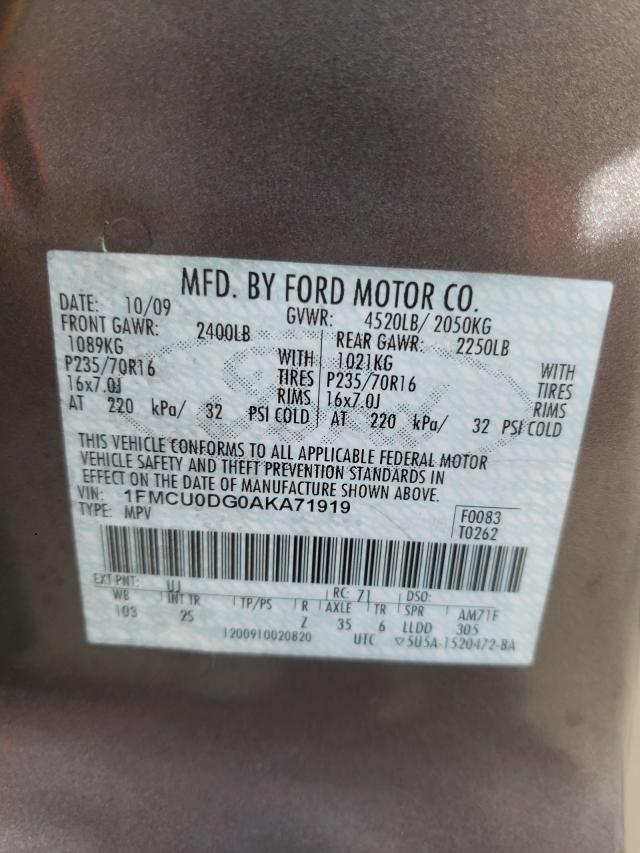 MFD. BY FORD MOTOR CO.
DATE: 10/09 GVWR: 4520LB/ 2050KG
FRONT GAWR: 2400LB REAR GAWR: 2250LB
1089KG WITH 1021KG WITH
P235/70R16 TIRES P235/70R16 TIRES
16x7.0J RIMS 16x7.0J RIMS
AT 220 kPa/ 32 PSI COLD AT 220 kPa/ 32 PSI COLD
THIS VEHICLE CONFORMS TO ALL APPLICABLE FEDERAL MOTOR
VEHICLE SAFETY AND THEFT PREVENTION STANDARDS IN
EFFECT ON THE DATE OF MANUFACTURE SHOWN ABOVE.
VIN: 1FMCU0DG0AKA71919
TYPE: MPV
F0083
T0262
EXT PNT: UJ RC: 71 DSO:
WB INT TR TP/PS R AXLE TR SPR AM71F
103 2S Z 35 6 LLDD 305
1200910020820 UTC ▽5U5A-1520472-BA